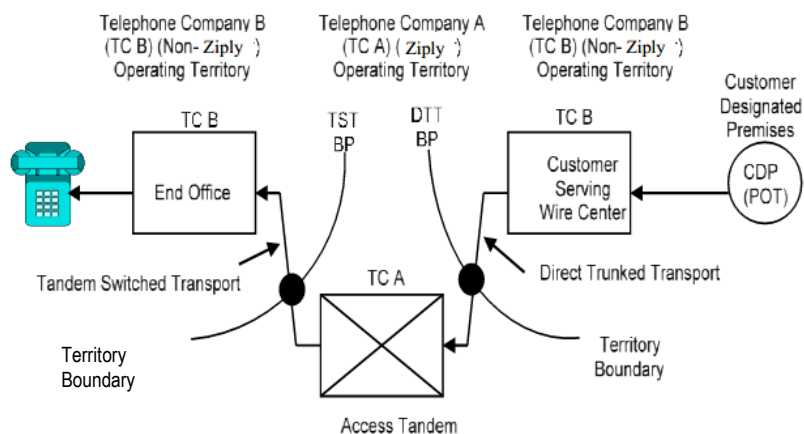 Telephone Company B
(TC B) (Non- Ziply )
Operating Territory
Telephone Company A
(TC A) ( Ziply )
Operating Territory
Telephone Company B
(TC B) (Non- Ziply )
Operating Territory
Customer
Designated
Premises
TC B
TST
BP
DTT
BP
TC B
End Office
Customer
Serving
Wire Center
CDP
(POT)
Tandem Switched Transport
TC A
Direct Trunked Transport
Territory
Boundary
Territory
Boundary
Access Tandem